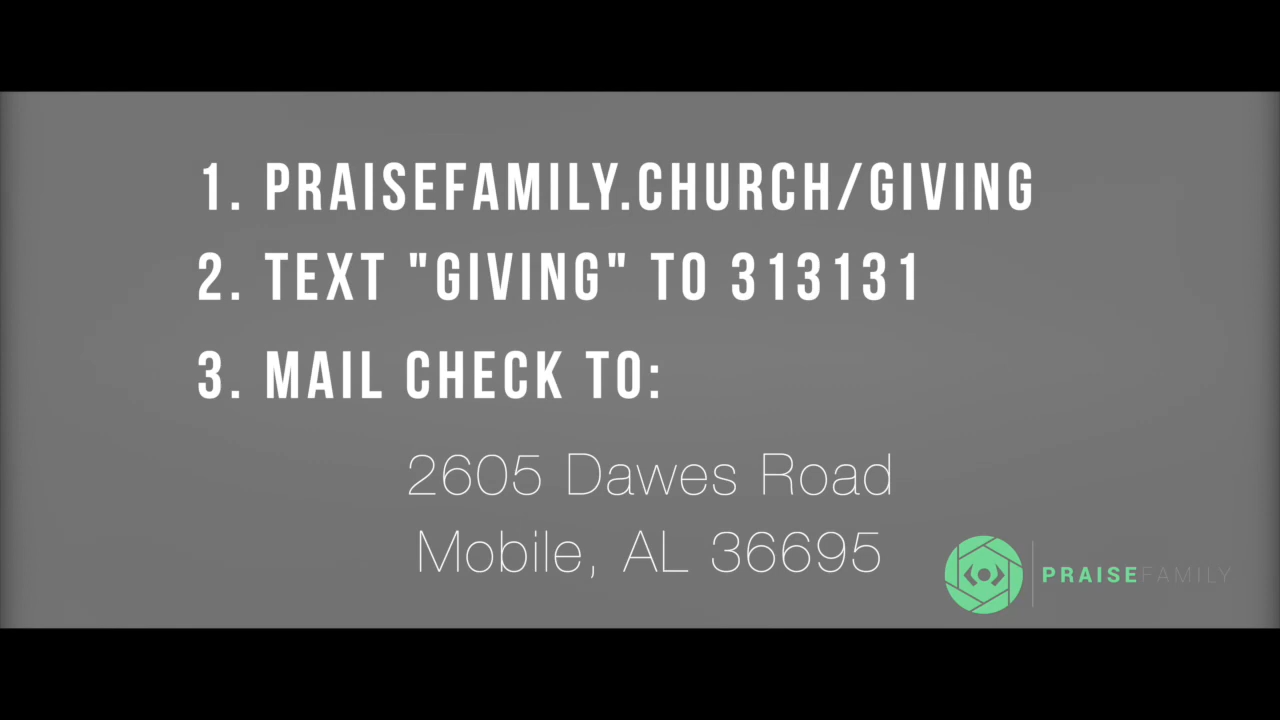 1. PRAISEFAMILY.CHURCH/GIVING
2. TEXT "GIVING" TO 313131
3. MAIL CHECK TO:
2605 Dawes Road
Mobile, AL 36695
PRAISEFAMILY